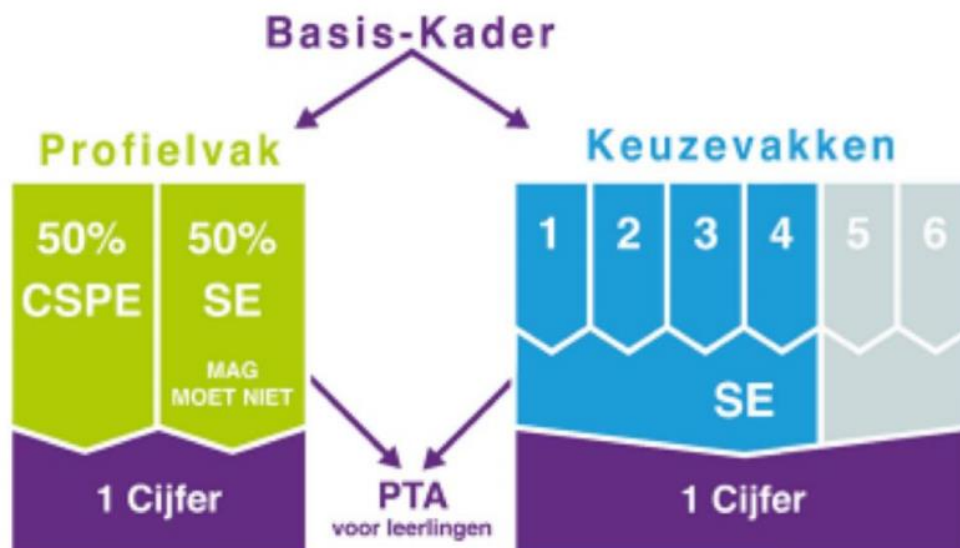 Basis-Kader
Profielvak
Keuzevakken
50%
CSPE
50%
SE
MAG
MOET NIET
1
2
3
4
5
6
SE
1 Cijfer
PTA
voor leerlingen
1 Cijfer